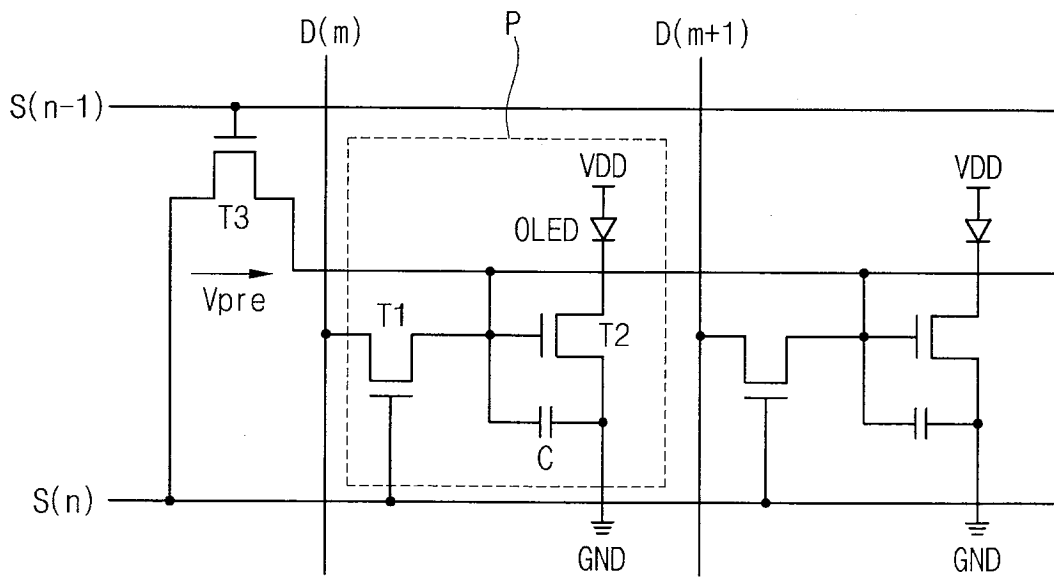 D(m)
P
D(m+1)
S(n-1)
VDD
VDD
T3
OLED
Vpre
T1
T2
C
S(n)
GND
GND